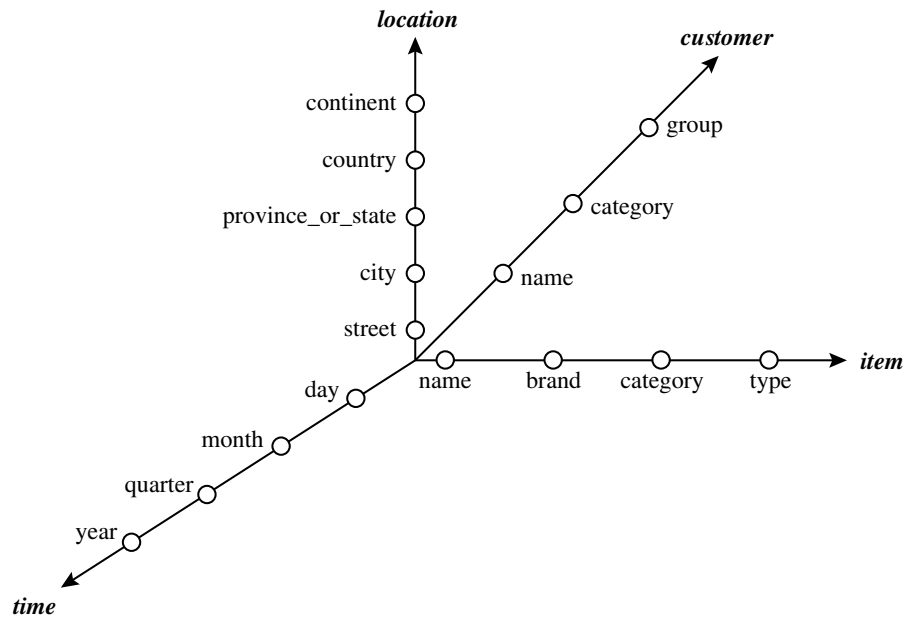 location
customer
continent
group
country
category
province_or_state
city
name
street
item
name
brand
category
type
day
month
quarter
year
time